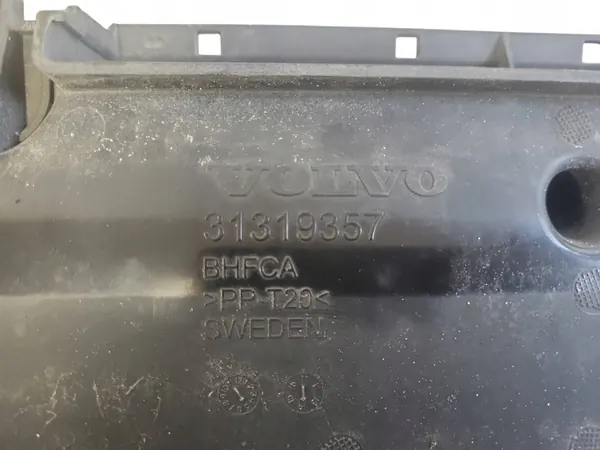 VOLVO
31319357
BHFCA
>PP-T20<
SWEDEN